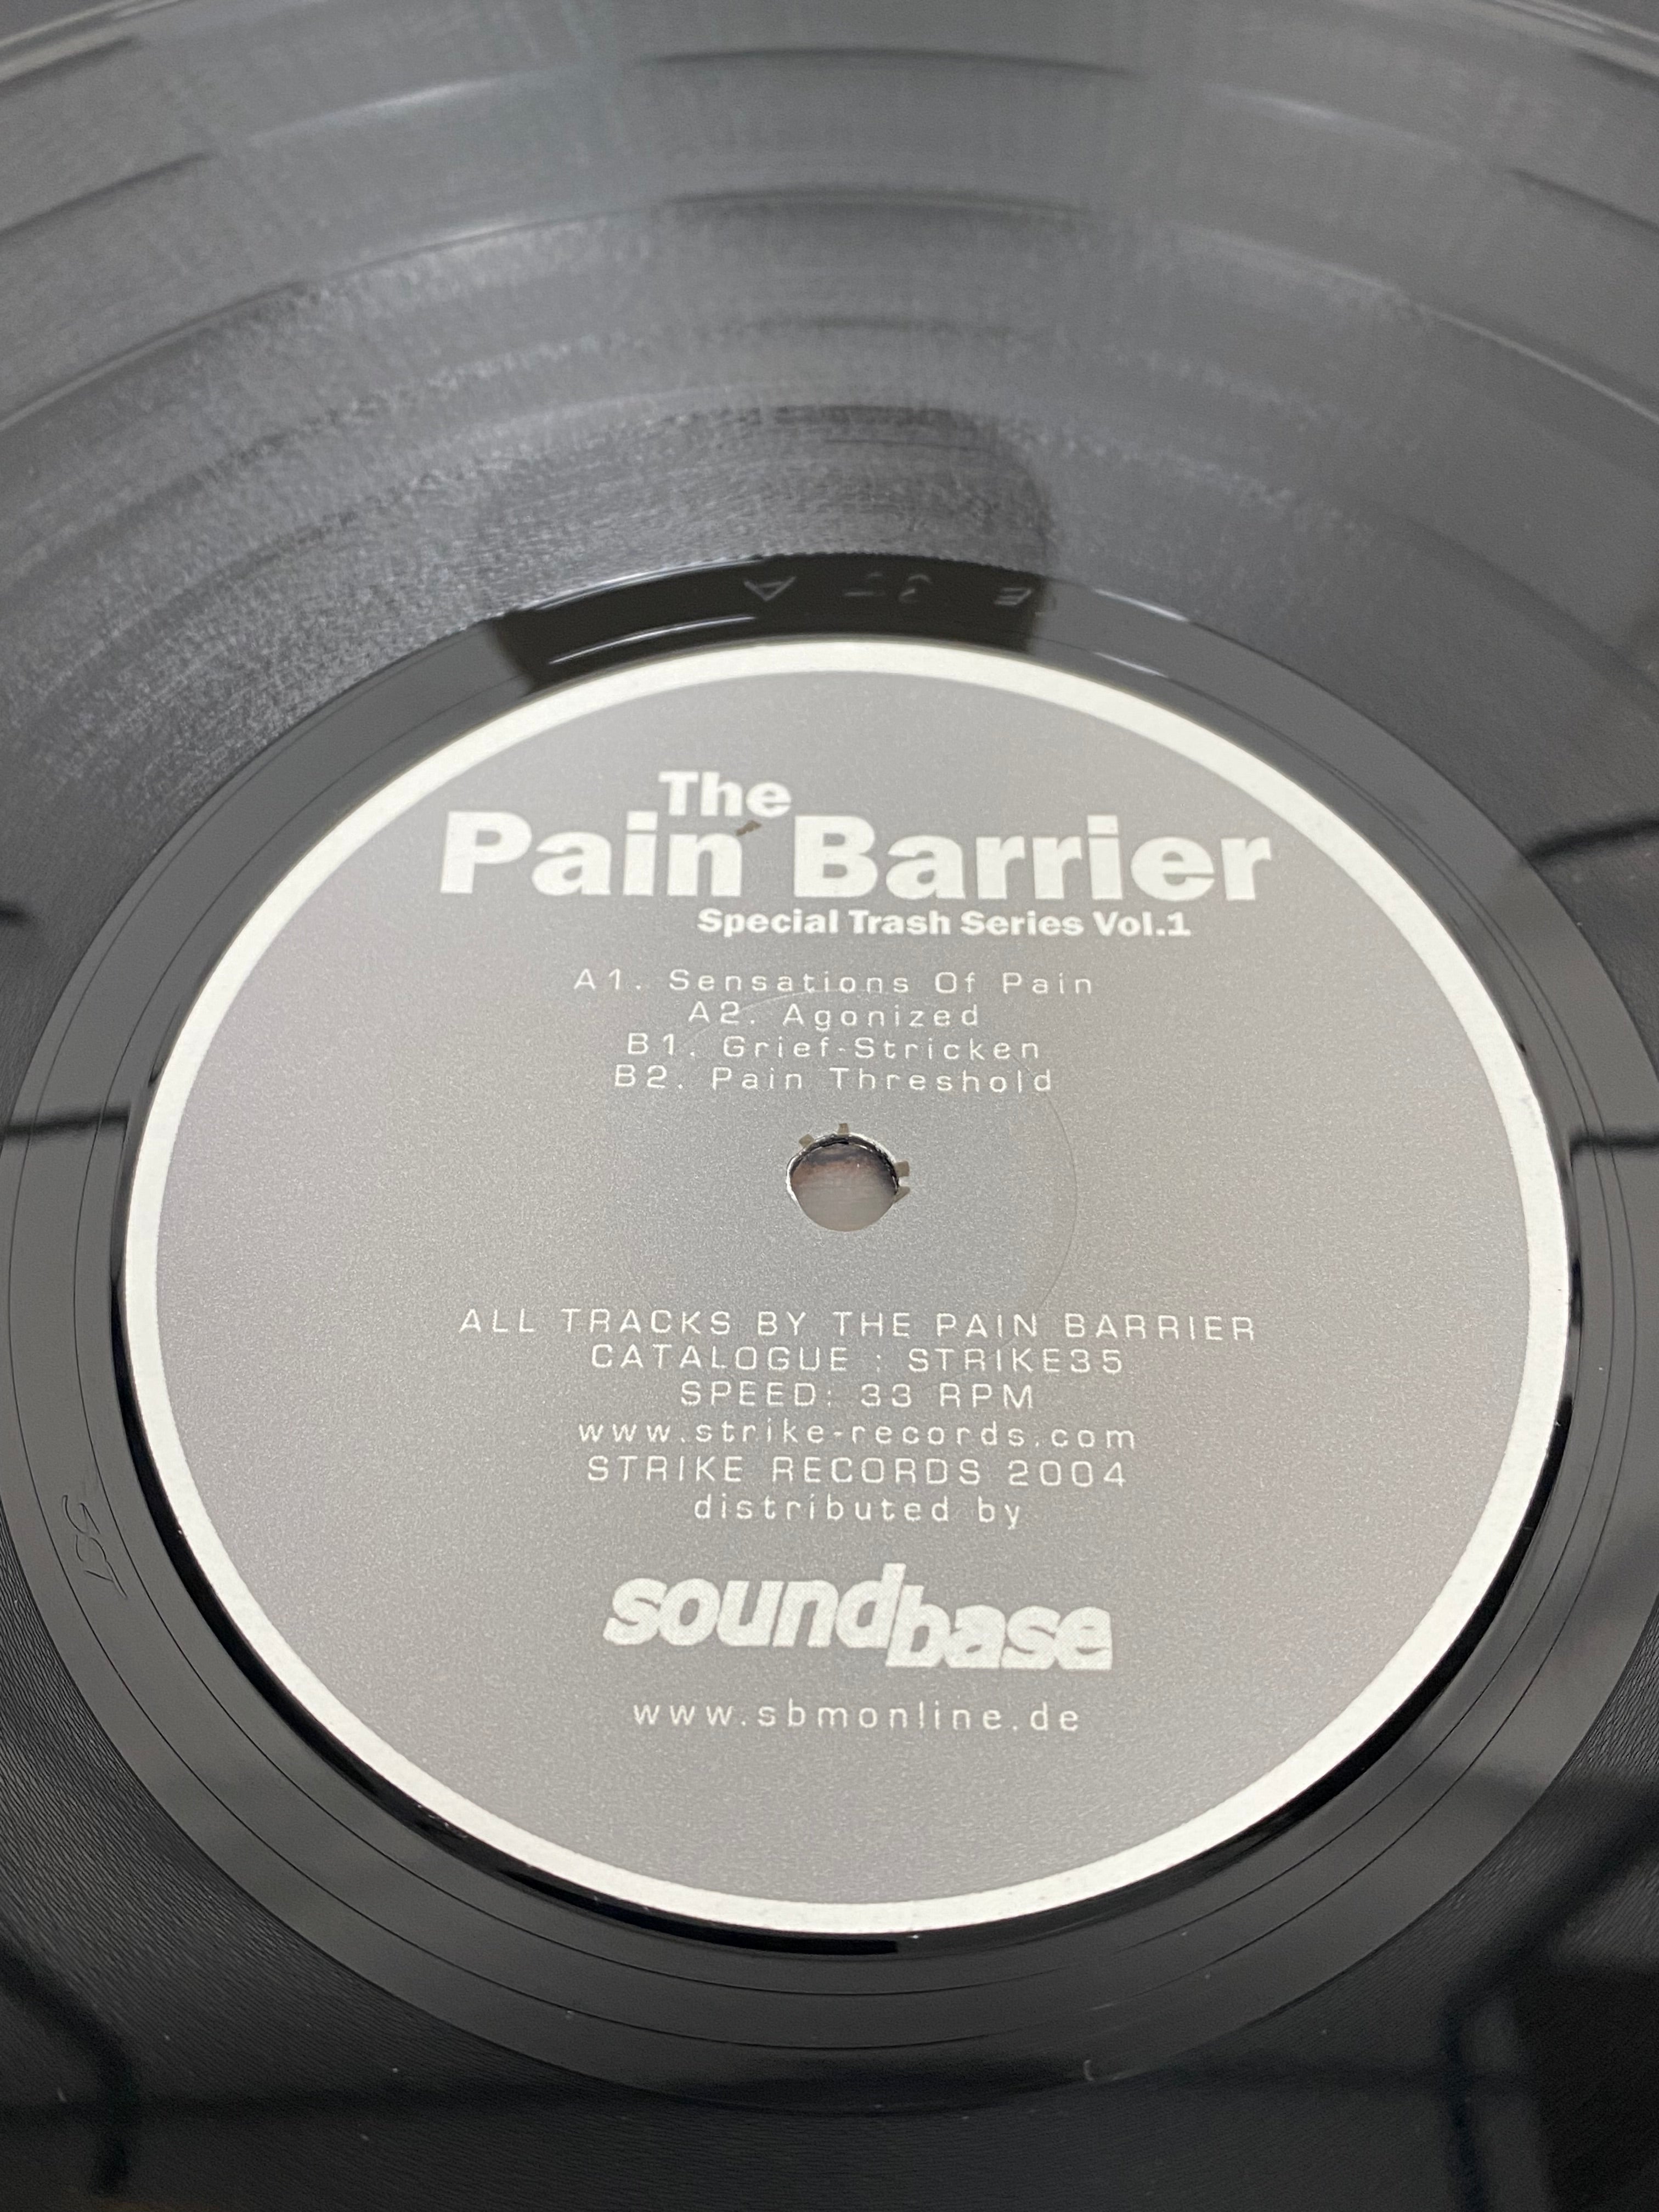 The
Pain Barrier
Special Trash Series Vol.1
A1. Sensations Of Pain
A2. Agonized
B1. Grief-Stricken
B2. Pain Threshold
ALL TRACKS BY THE PAIN BARRIER
CATALOGUE : STRIKE35
SPEED: 33 RPM
www.strike-records.com
STRIKE RECORDS 2004
distributed by
soundbase
www.sbmonline.de